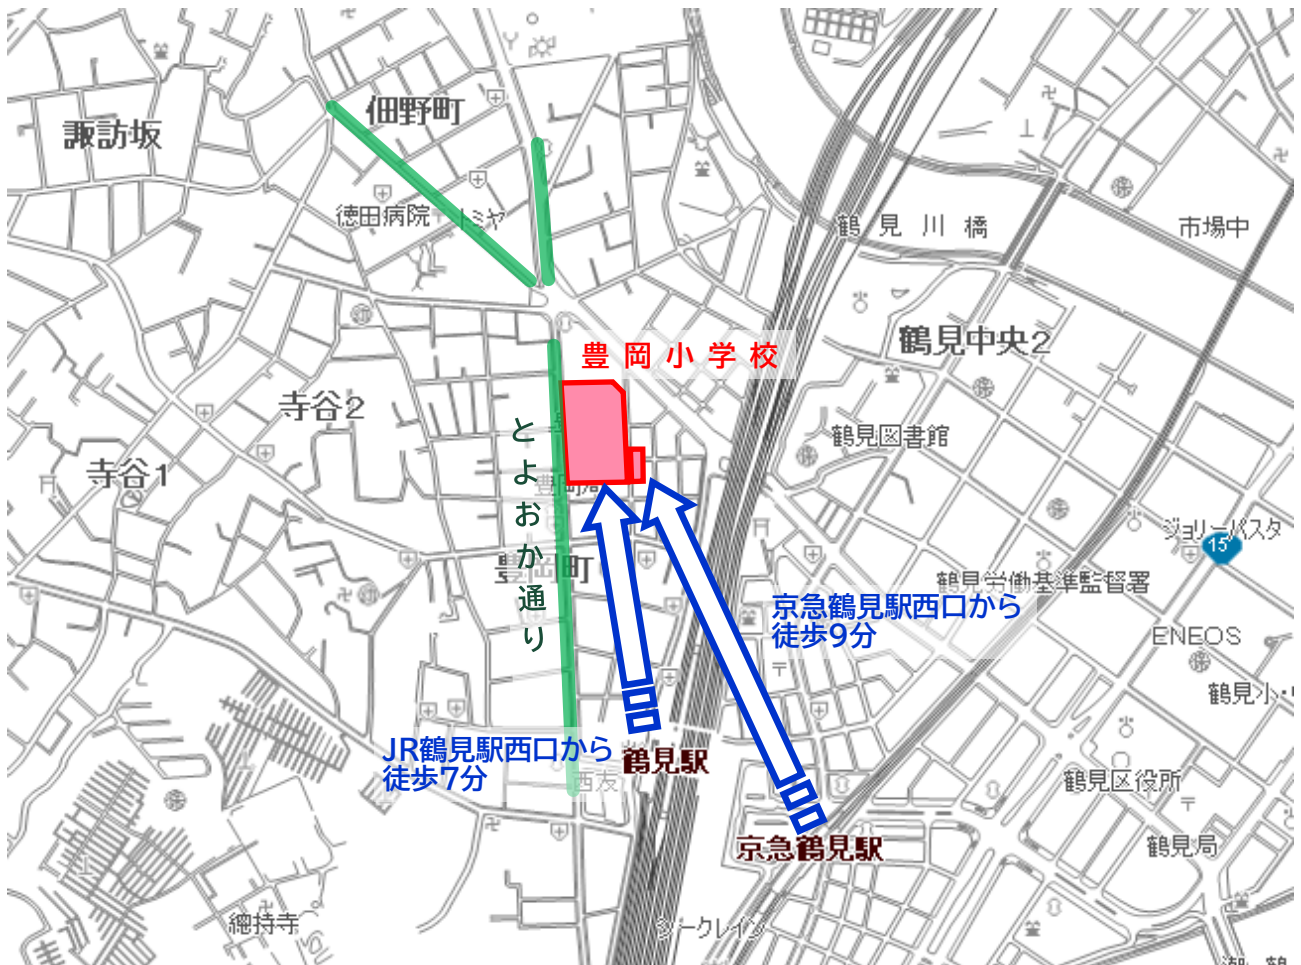 佃野町
諏訪坂
徳田病院
トミヤ
鶴見川橋
市場中
鶴見中央2
豊岡小学校
寺谷2
鶴見図書館
寺谷1
とよおか通り
ジョリーパスタ
15
豊岡町
鶴見労働基準監督署
京急鶴見駅西口から
徒歩9分
ENEOS
鶴見小・
JR鶴見駅西口から
徒歩7分
鶴見駅
西友
鶴見区役所
京急鶴見駅
鶴見局
總持寺
シークレイン